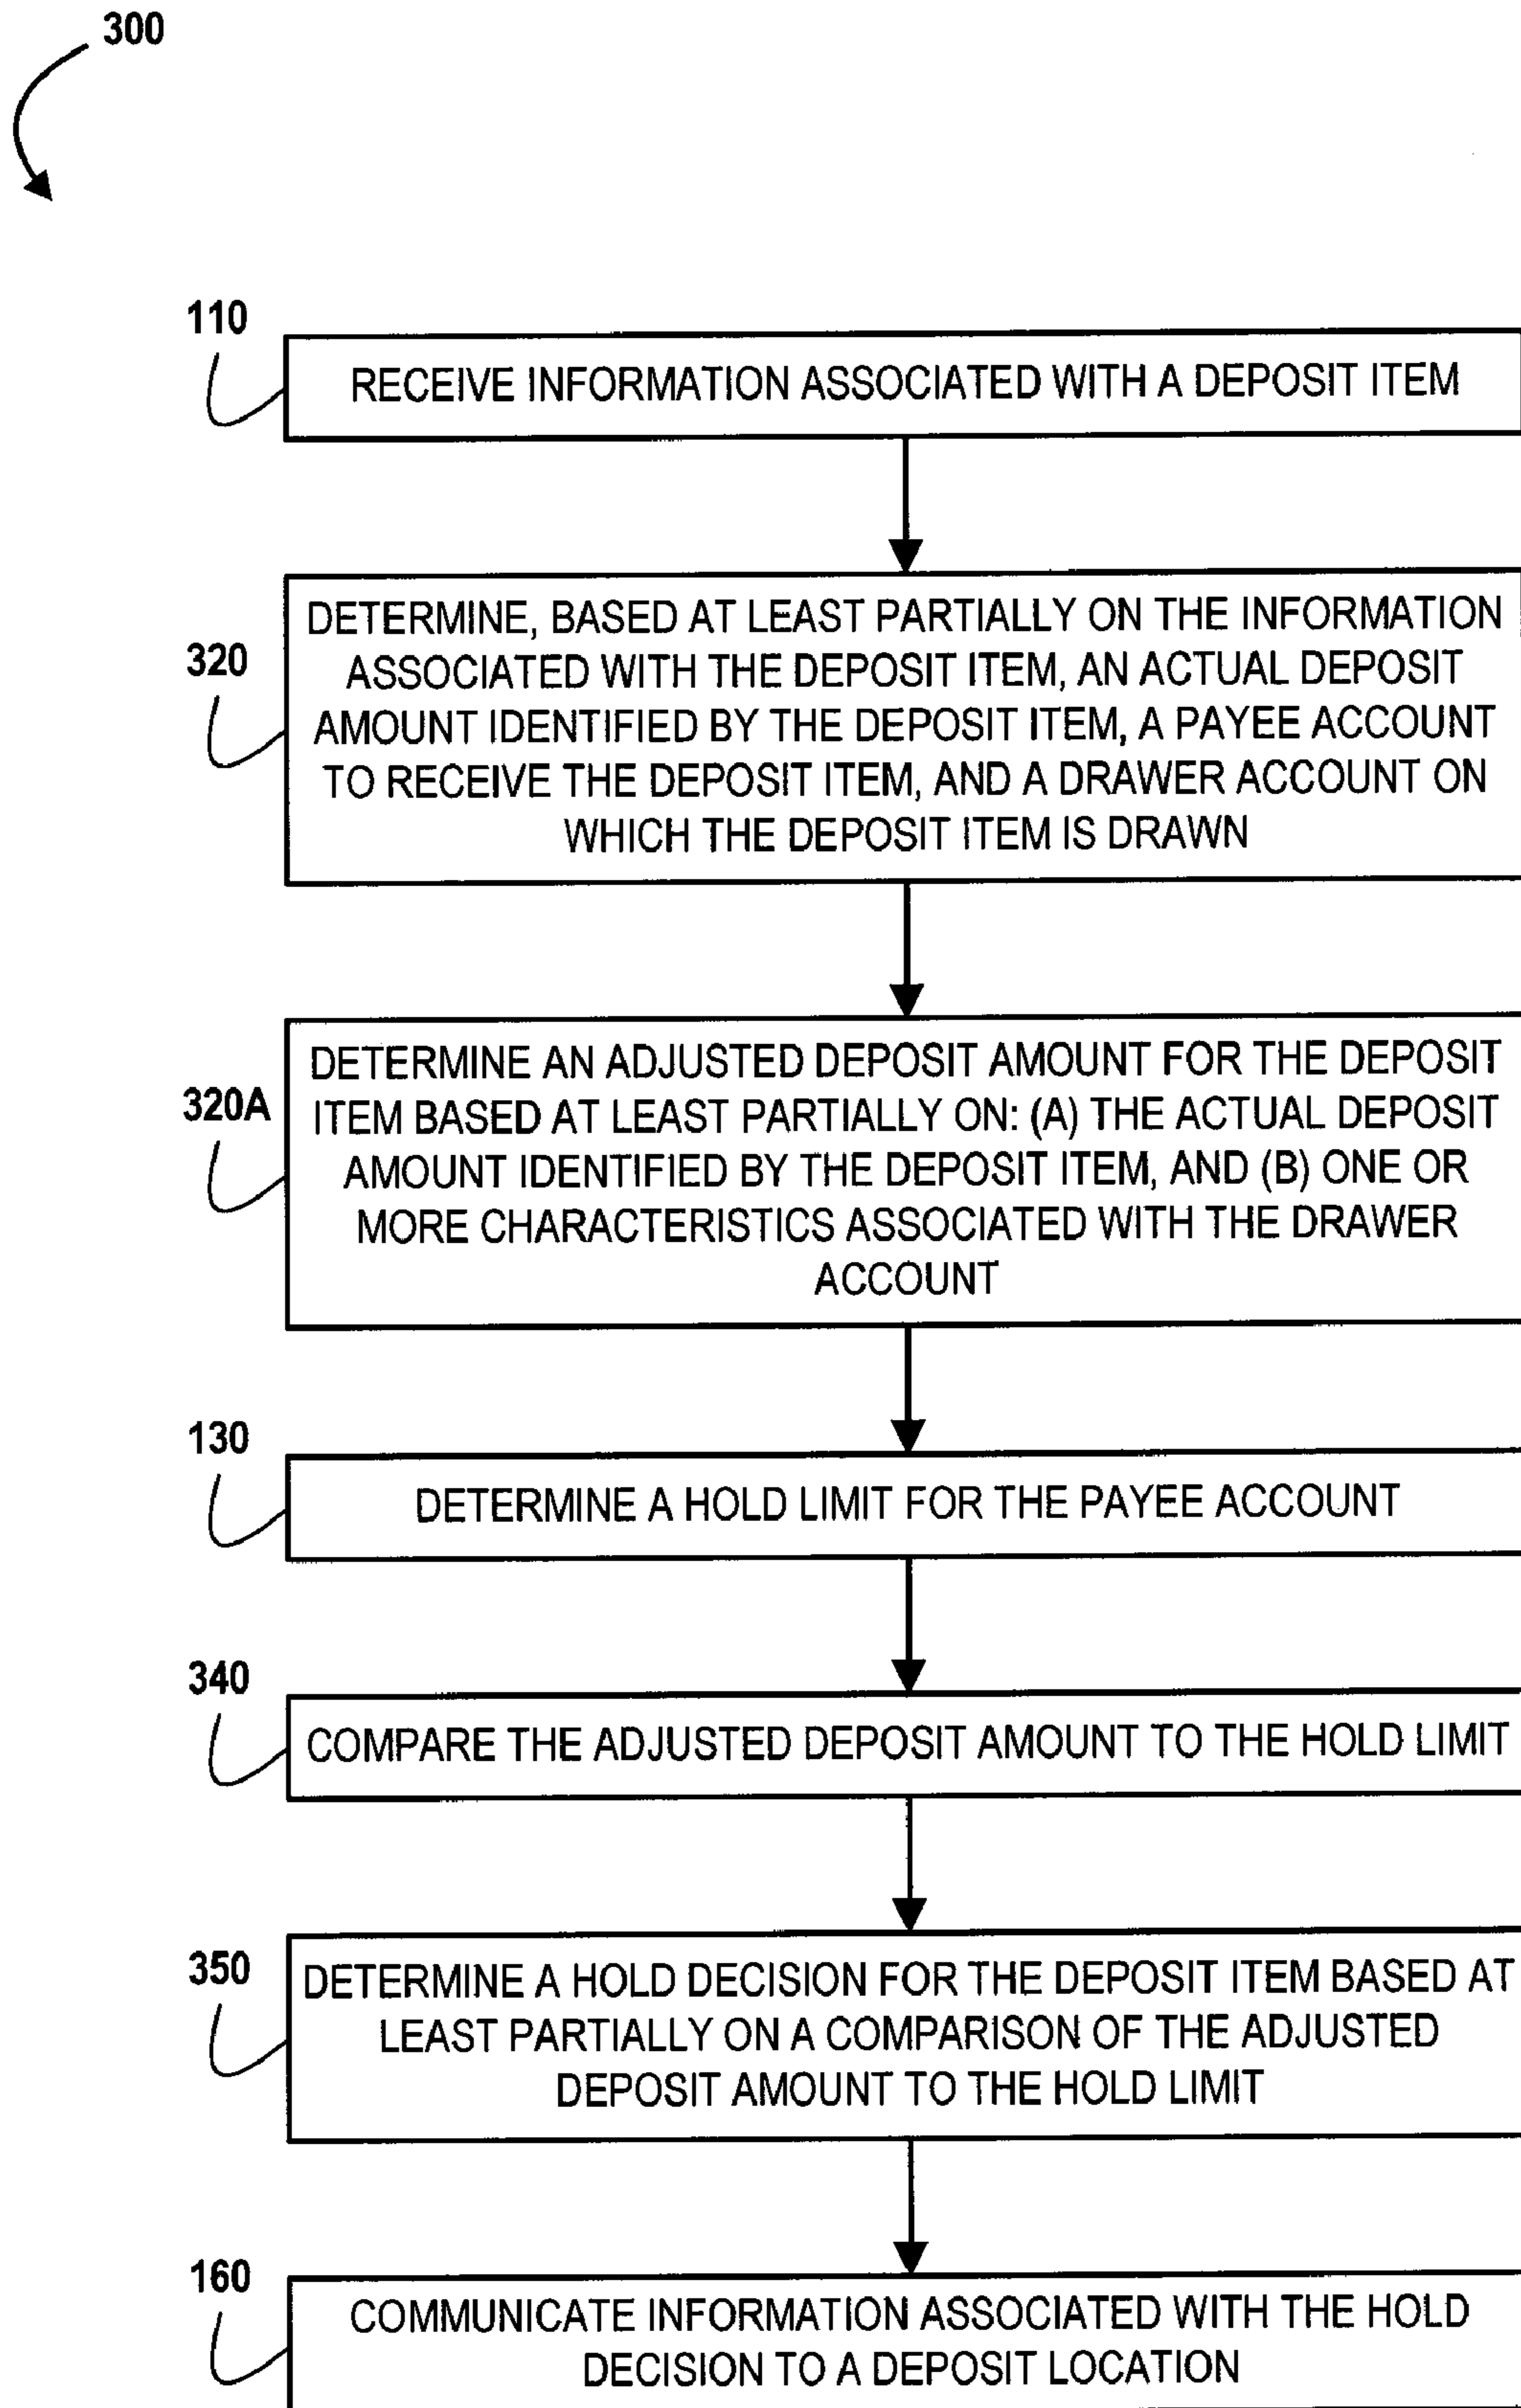 300
110
RECEIVE INFORMATION ASSOCIATED WITH A DEPOSIT ITEM
320
DETERMINE, BASED AT LEAST PARTIALLY ON THE INFORMATION
ASSOCIATED WITH THE DEPOSIT ITEM, AN ACTUAL DEPOSIT
AMOUNT IDENTIFIED BY THE DEPOSIT ITEM, A PAYEE ACCOUNT
TO RECEIVE THE DEPOSIT ITEM, AND A DRAWER ACCOUNT ON
WHICH THE DEPOSIT ITEM IS DRAWN
320A
DETERMINE AN ADJUSTED DEPOSIT AMOUNT FOR THE DEPOSIT
ITEM BASED AT LEAST PARTIALLY ON: (A) THE ACTUAL DEPOSIT
AMOUNT IDENTIFIED BY THE DEPOSIT ITEM, AND (B) ONE OR
MORE CHARACTERISTICS ASSOCIATED WITH THE DRAWER
ACCOUNT
130
DETERMINE A HOLD LIMIT FOR THE PAYEE ACCOUNT
340
COMPARE THE ADJUSTED DEPOSIT AMOUNT TO THE HOLD LIMIT
350
DETERMINE A HOLD DECISION FOR THE DEPOSIT ITEM BASED AT
LEAST PARTIALLY ON A COMPARISON OF THE ADJUSTED
DEPOSIT AMOUNT TO THE HOLD LIMIT
160
COMMUNICATE INFORMATION ASSOCIATED WITH THE HOLD
DECISION TO A DEPOSIT LOCATION